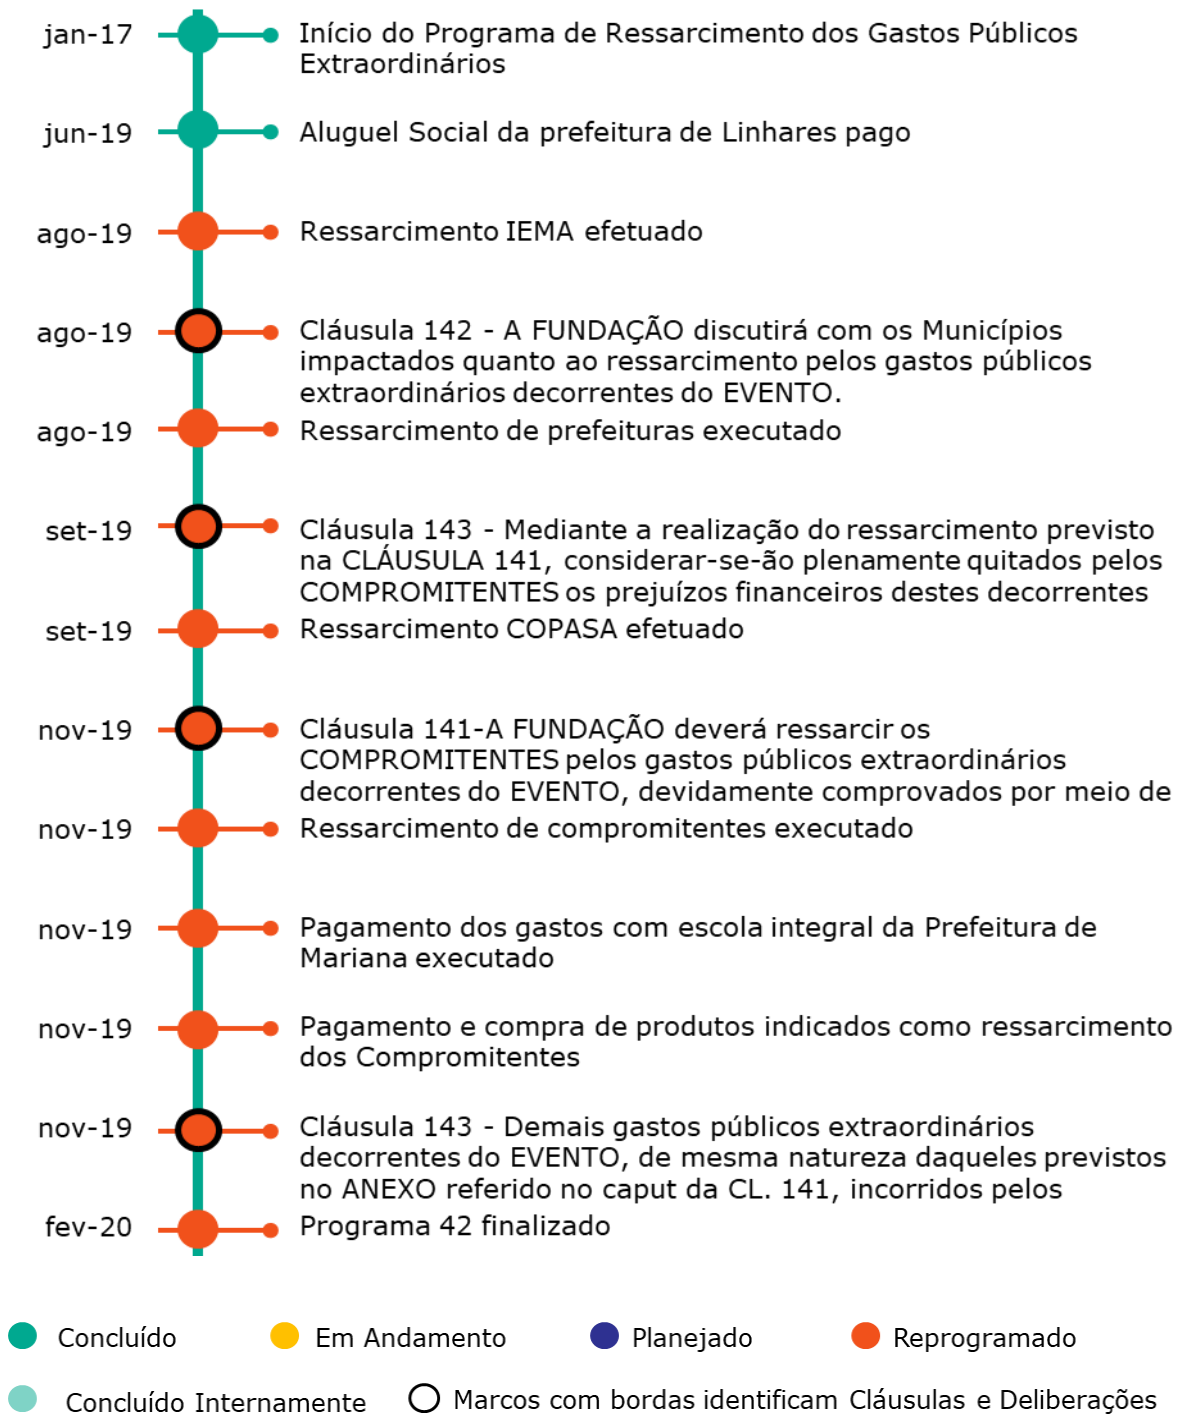 jan-17 Início do Programa de Ressarcimento dos Gastos Públicos
Extraordinários
jun-19 Aluguel Social da prefeitura de Linhares pago
ago-19 Ressarcimento IEMA efetuado
ago-19 Cláusula 142 - A FUNDAÇÃO discutirá com os Municípios
impactados quanto ao ressarcimento pelos gastos públicos
extraordinários decorrentes do EVENTO.
ago-19 Ressarcimento de prefeituras executado
set-19 Cláusula 143 - Mediante a realização do ressarcimento previsto
na CLÁUSULA 141, considerar-se-ão plenamente quitados pelos
COMPROMITENTES os prejuízos financeiros destes decorrentes
set-19 Ressarcimento COPASA efetuado
nov-19 Cláusula 141-A FUNDAÇÃO deverá ressarcir os
COMPROMITENTES pelos gastos públicos extraordinários
decorrentes do EVENTO, devidamente comprovados por meio de
nov-19 Ressarcimento de compromitentes executado
nov-19 Pagamento dos gastos com escola integral da Prefeitura de
Mariana executado
nov-19 Pagamento e compra de produtos indicados como ressarcimento
dos Compromitentes
nov-19 Cláusula 143 - Demais gastos públicos extraordinários
decorrentes do EVENTO, de mesma natureza daqueles previstos
no ANEXO referido no caput da CL. 141, incorridos pelos
fev-20 Programa 42 finalizado
Concluído Em Andamento Planejado Reprogramado
Concluído Internamente Marcos com bordas identificam Cláusulas e Deliberações